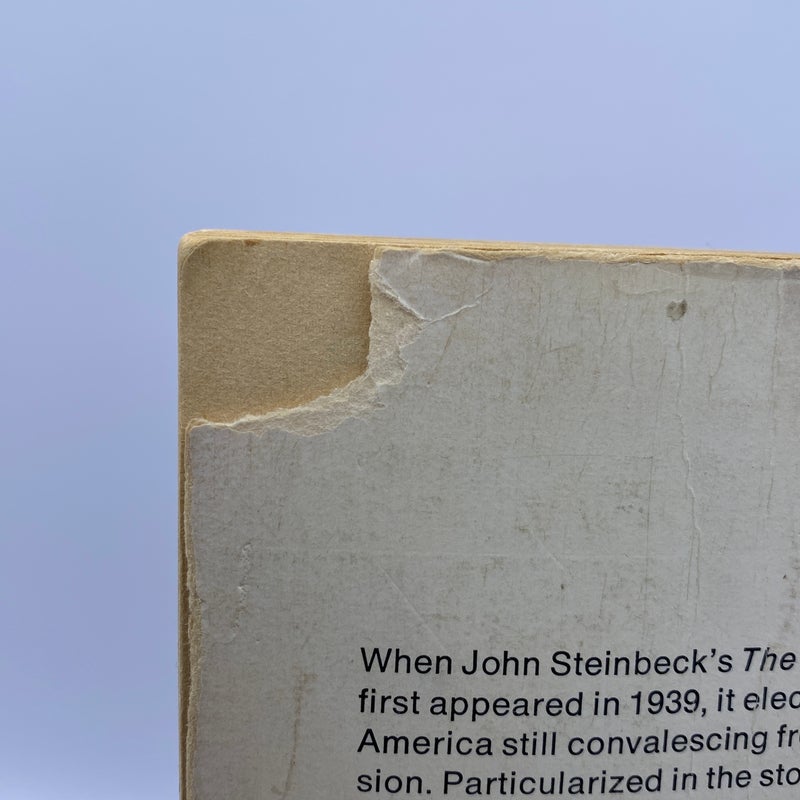 When John Steinbeck's The
first appeared in 1939, it elec
America still convalescing fr
sion. Particularized in the sto